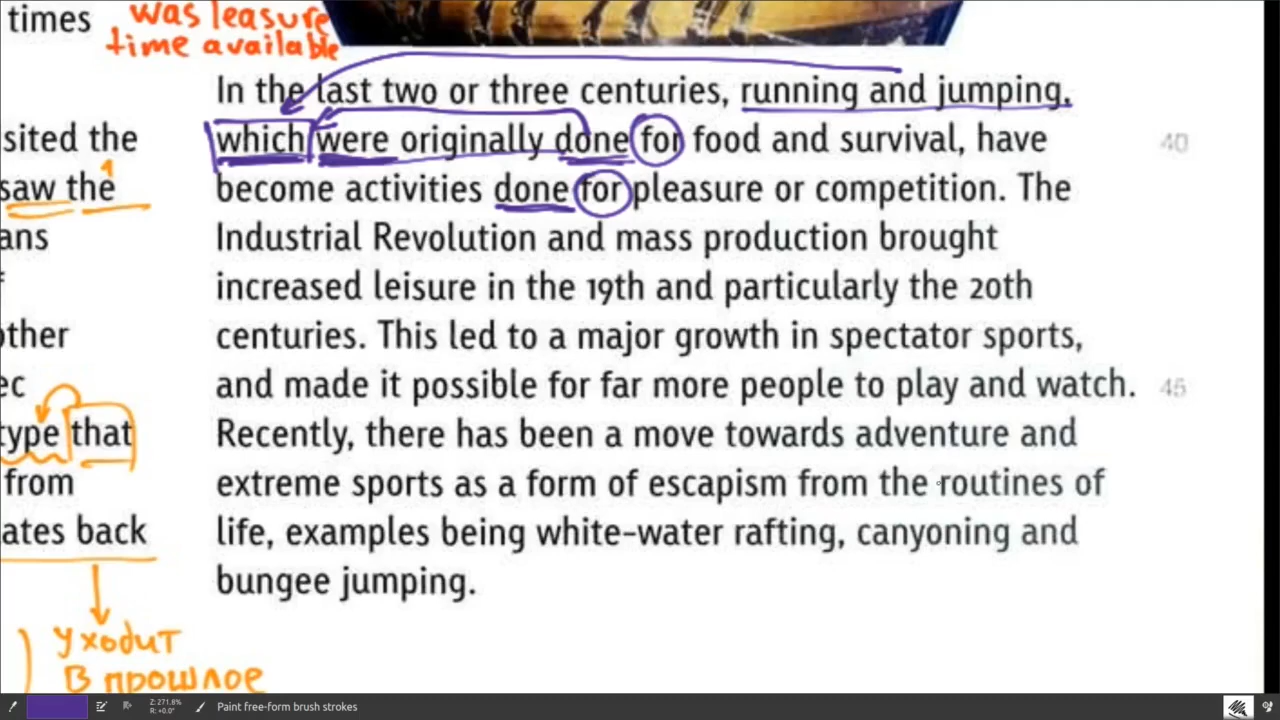 times
was leasure
time available
sited the
saw the
ans
other
ec
type that
from
ates back
уходит
в прошлое
In the last two or three centuries, running and jumping,
which were originally done for food and survival, have
become activities done for pleasure or competition. The
Industrial Revolution and mass production brought
increased leisure in the 19th and particularly the 20th
centuries. This led to a major growth in spectator sports,
and made it possible for far more people to play and watch.
Recently, there has been a move towards adventure and
extreme sports as a form of escapism from the routines of
life, examples being white-water rafting, canyoning and
bungee jumping.
40
45
Z: 271.8%
R: +0.0°
Paint free-form brush strokes